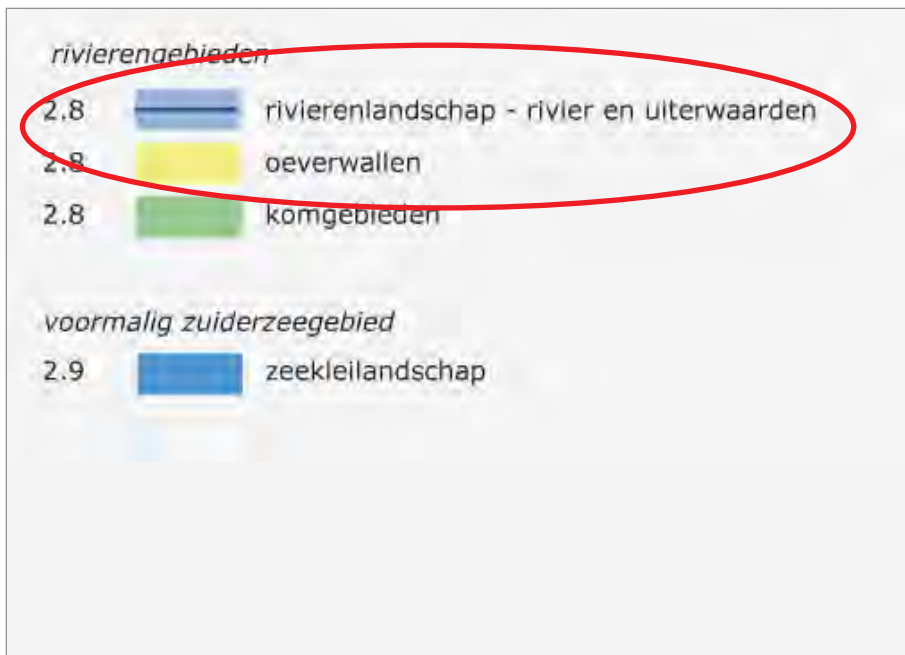 rivierengebieden
2.8 rivierenlandschap - rivier en uiterwaarden
2.8 oeverwallen
2.8 komgebieden
voormalig zuiderzeegebied
2.9 zeekleilandschap